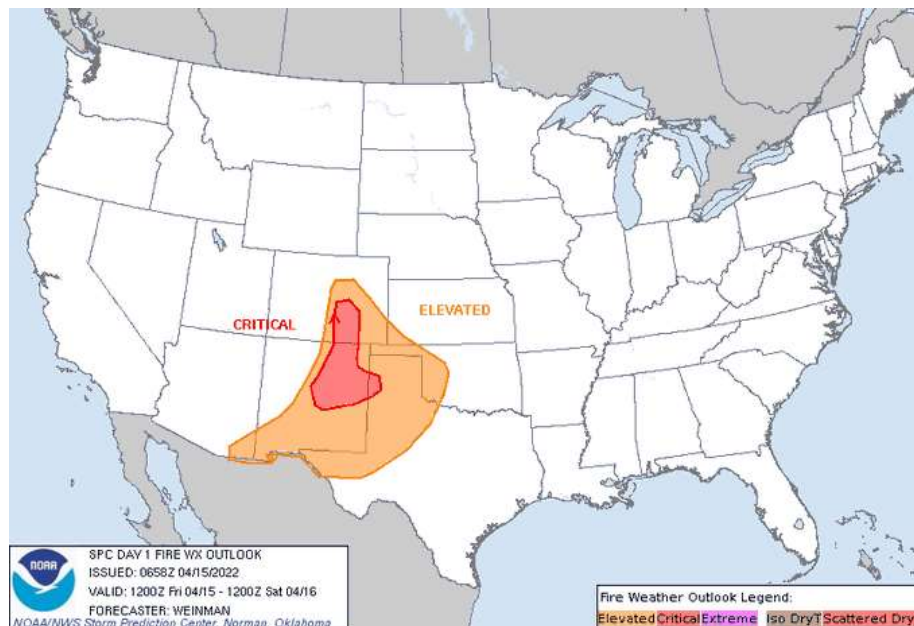 CRITICAL
ELEVATED
NOAA
SPC DAY 1 FIRE WX OUTLOOK
ISSUED: 0658Z 04/15/2022
VALID: 1200Z Fri 04/15 - 1200Z Sat 04/16
FORECASTER: WEINMAN
NOAA/NWS Storm Prediction Center, Norman, Oklahoma
Fire Weather Outlook Legend:
Elevated Critical Extreme Iso DryT Scattered Dry